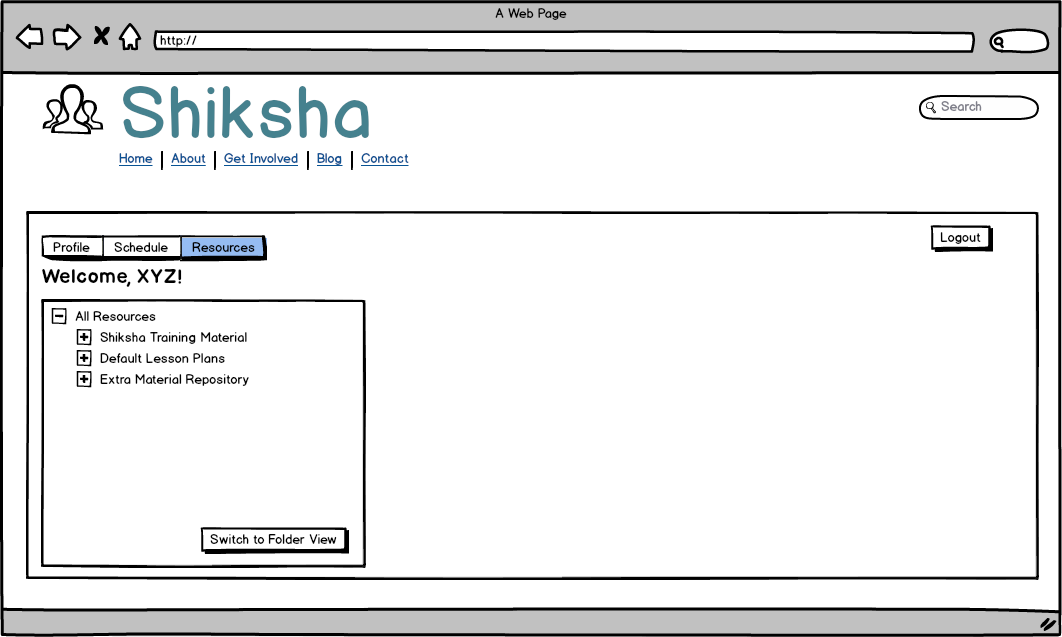 A Web Page
http://
Shiksha
Search
Home About Get Involved Blog Contact
Logout
Profile Schedule Resources
Welcome, XYZ!
All Resources
Shiksha Training Material
Default Lesson Plans
Extra Material Repository
Switch to Folder View